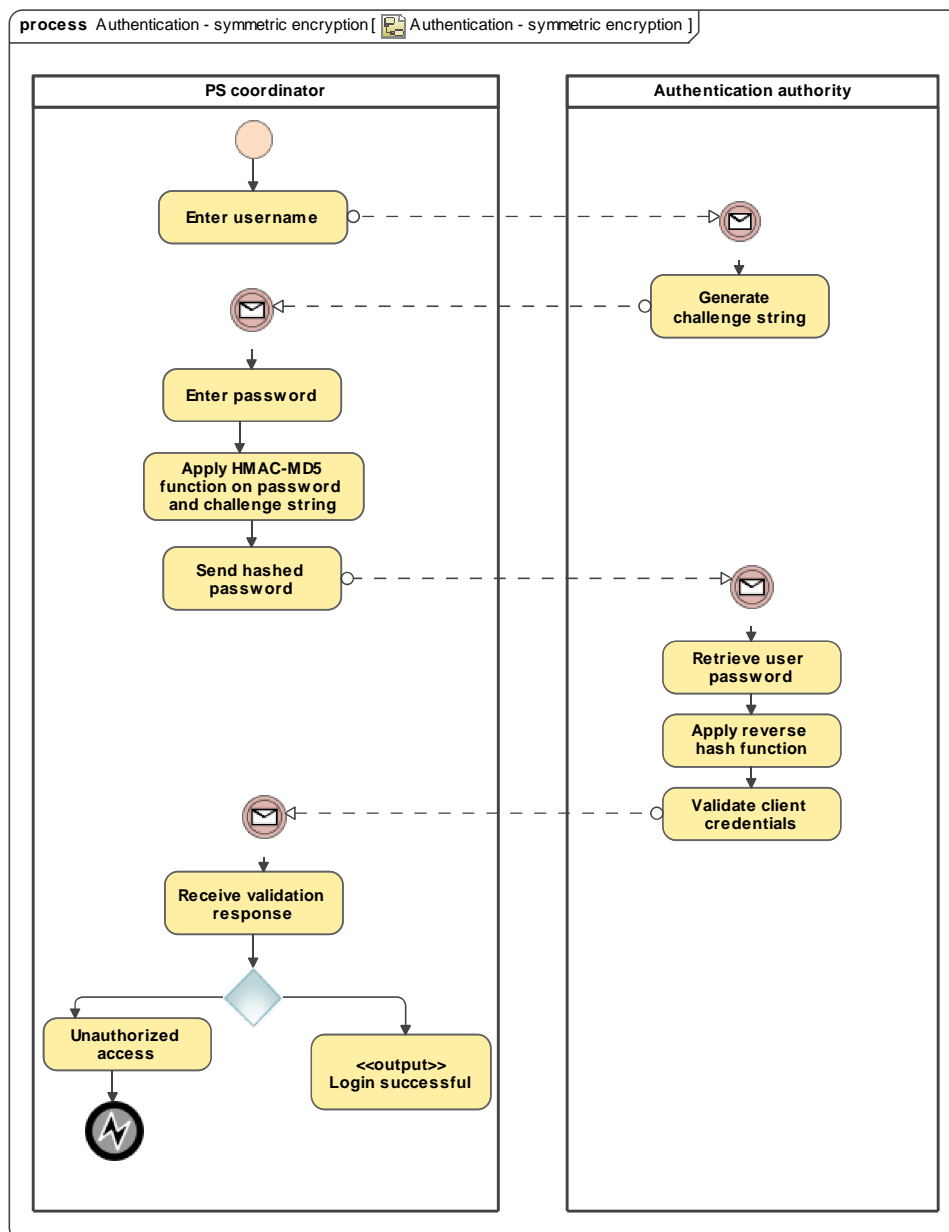 process Authentication - symmetric encryption [ Authentication - symmetric encryption ]
PS coordinator
Authentication authority
Enter username
Generate
challenge string
Enter password
Apply HMAC-MD5
function on password
and challenge string
Send hashed
password
Retrieve user
password
Apply reverse
hash function
Validate client
credentials
Receive validation
response
Unauthorized
access
<<output>>
Login successful